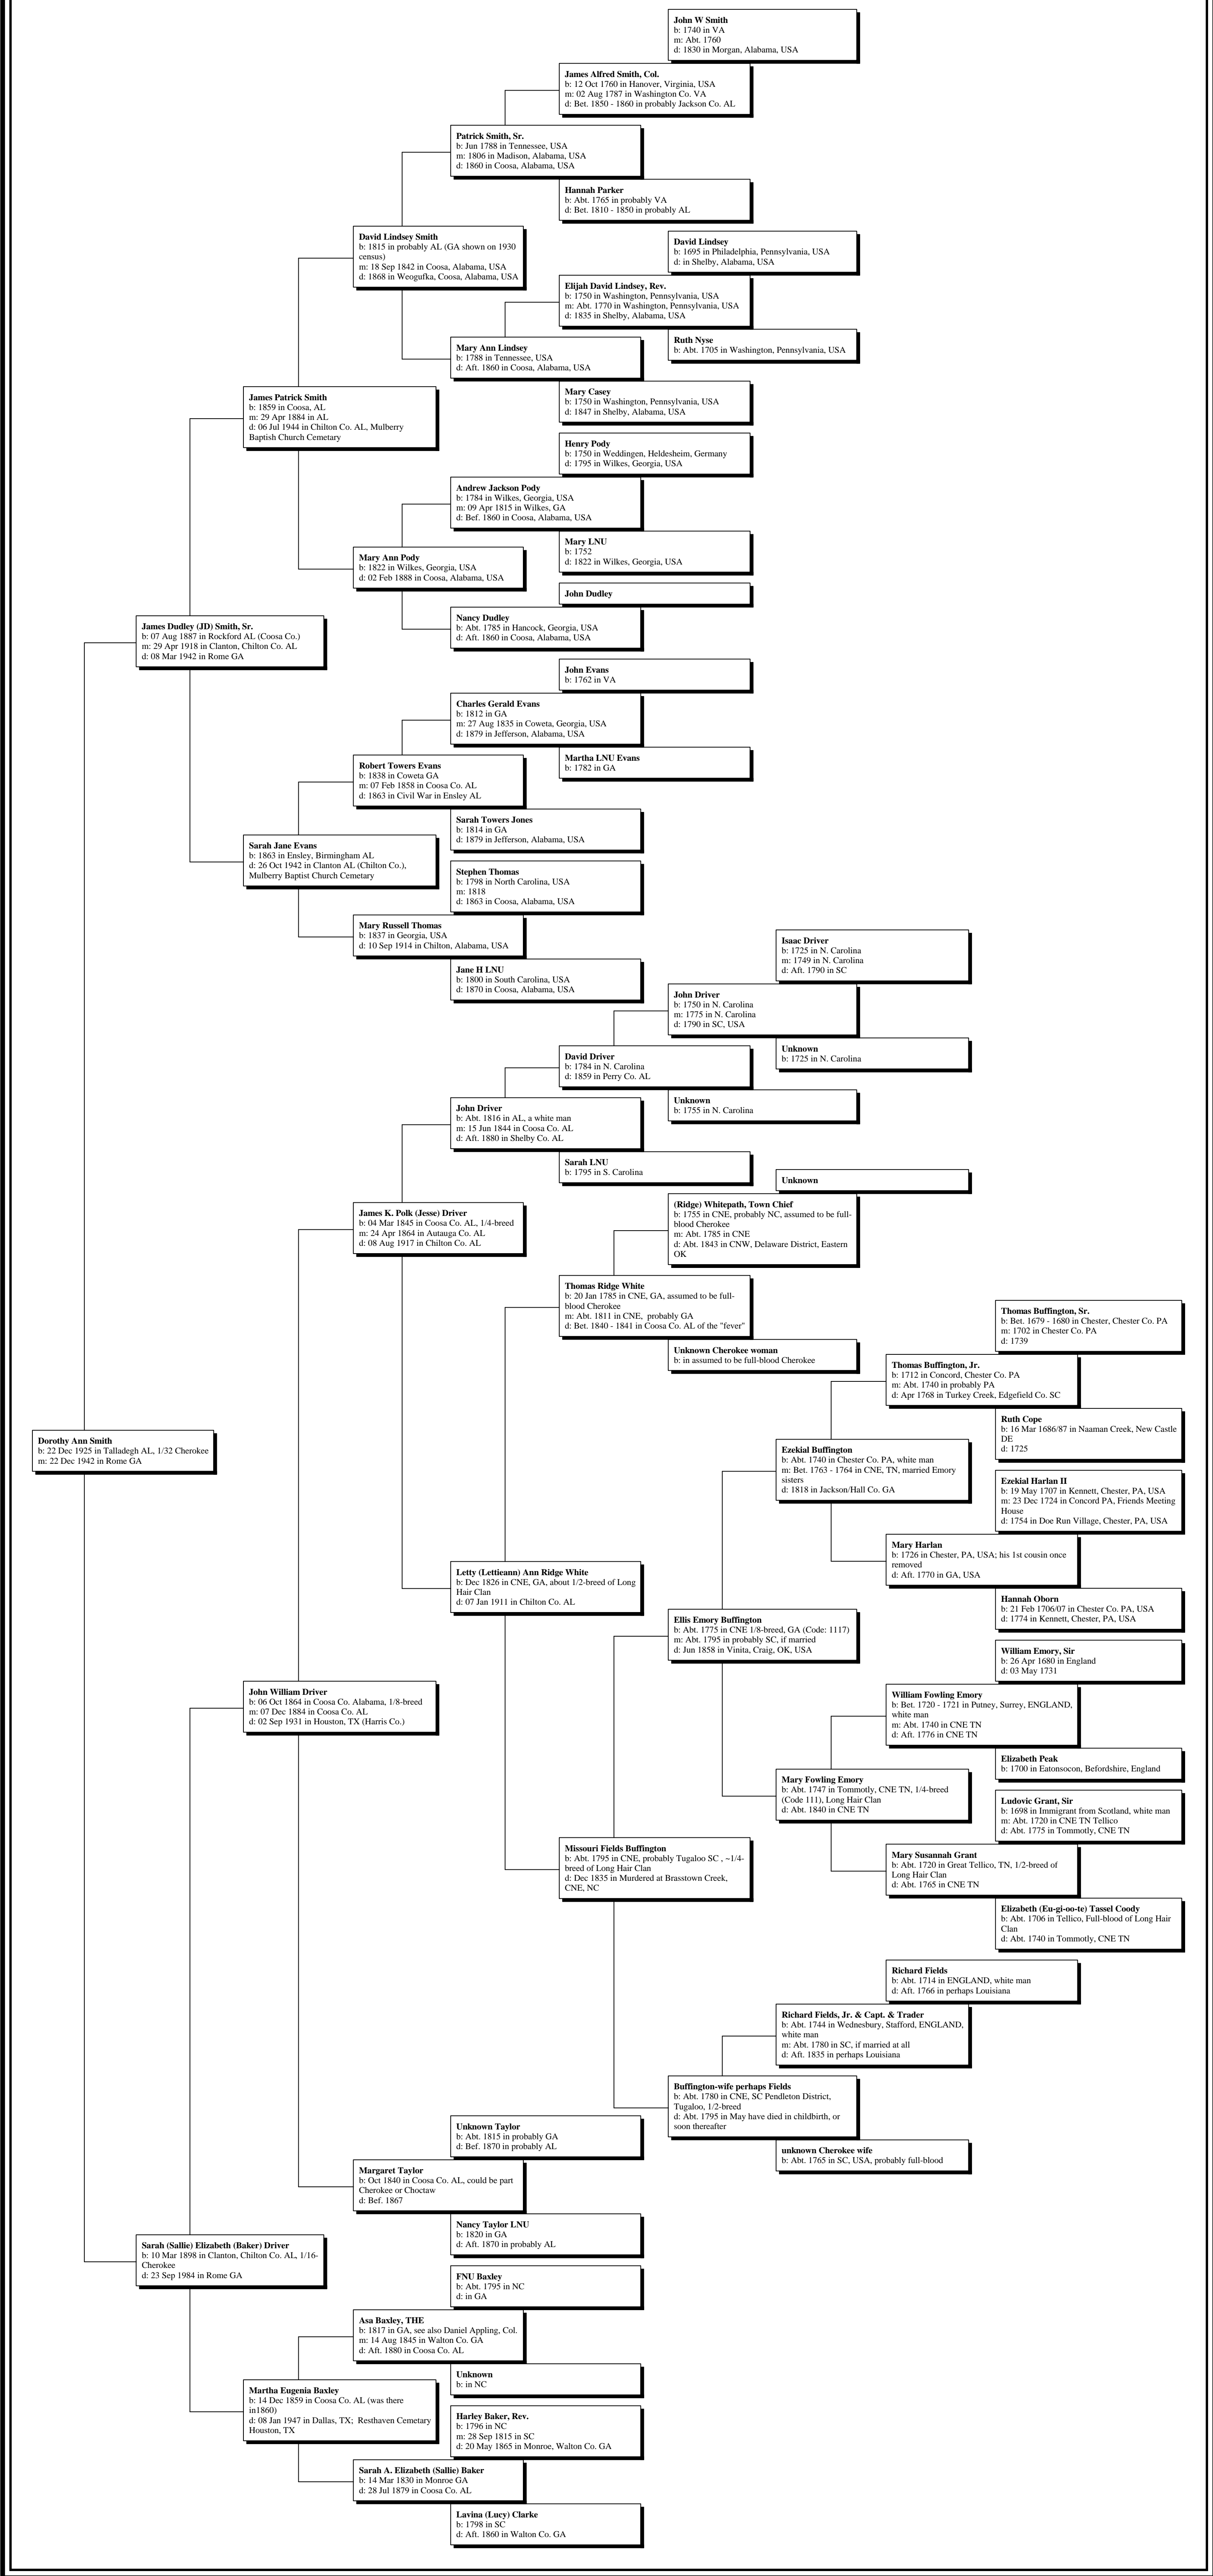 John W Smith
b: 1740 in VA
m: Abt. 1760
d: 1830 in Morgan, Alabama, USA
James Alfred Smith, Col.
b: 12 Oct 1760 in Hanover, Virginia, USA
m: 02 Aug 1787 in Washington Co. VA
d: Bet. 1850 - 1860 in probably Jackson Co. AL
Patrick Smith, Sr.
b: Jun 1788 in Tennessee, USA
m: 1806 in Madison, Alabama, USA
d: 1860 in Coosa, Alabama, USA
Hannah Parker
b: Abt. 1765 in probably VA
d: Bet. 1810 - 1850 in probably AL
David Lindsey Smith
b: 1815 in probably AL (GA shown on 1930
census)
m: 18 Sep 1842 in Coosa, Alabama, USA
d: 1868 in Weogufka, Coosa, Alabama, USA
David Lindsey
b: 1695 in Philadelphia, Pennsylvania, USA
d: in Shelby, Alabama, USA
Elijah David Lindsey, Rev.
b: 1750 in Washington, Pennsylvania, USA
m: Abt. 1770 in Washington, Pennsylvania, USA
d: 1835 in Shelby, Alabama, USA
Ruth Nyse
b: Abt. 1705 in Washington, Pennsylvania, USA
Mary Ann Lindsey
b: 1788 in Tennessee, USA
d: Aft. 1860 in Coosa, Alabama, USA
Mary Casey
b: 1750 in Washington, Pennsylvania, USA
d: 1847 in Shelby, Alabama, USA
James Patrick Smith
b: 1859 in Coosa, AL
m: 29 Apr 1884 in AL
d: 06 Jul 1944 in Chilton Co. AL, Mulberry
Baptist Church Cemetary
Henry Pody
b: 1750 in Weddingen, Heldesheim, Germany
d: 1795 in Wilkes, Georgia, USA
Andrew Jackson Pody
b: 1784 in Wilkes, Georgia, USA
m: 09 Apr 1815 in Wilkes, GA
d: Bef. 1860 in Coosa, Alabama, USA
Mary LNU
b: 1752
d: 1822 in Wilkes, Georgia, USA
Mary Ann Pody
b: 1822 in Wilkes, Georgia, USA
d: 02 Feb 1888 in Coosa, Alabama, USA
John Dudley
Nancy Dudley
b: Abt. 1785 in Hancock, Georgia, USA
d: Aft. 1860 in Coosa, Alabama, USA
James Dudley (JD) Smith, Sr.
b: 07 Aug 1887 in Rockford AL (Coosa Co.)
m: 29 Apr 1918 in Clanton, Chilton Co. AL
d: 08 Mar 1942 in Rome GA
John Evans
b: 1762 in VA
Charles Gerald Evans
b: 1812 in GA
m: 27 Aug 1835 in Coweta, Georgia, USA
d: 1879 in Jefferson, Alabama, USA
Martha LNU Evans
b: 1782 in GA
Robert Towers Evans
b: 1838 in Coweta GA
m: 07 Feb 1858 in Coosa Co. AL
d: 1863 in Civil War in Ensley AL
Sarah Towers Jones
b: 1814 in GA
d: 1879 in Jefferson, Alabama, USA
Sarah Jane Evans
b: 1863 in Ensley, Birmingham AL
d: 26 Oct 1942 in Clanton AL (Chilton Co.),
Mulberry Baptist Church Cemetary
Stephen Thomas
b: 1798 in North Carolina, USA
m: 1818
d: 1863 in Coosa, Alabama, USA
Mary Russell Thomas
b: 1837 in Georgia, USA
d: 10 Sep 1914 in Chilton, Alabama, USA
Jane H LNU
b: 1800 in South Carolina, USA
d: 1870 in Coosa, Alabama, USA
Isaac Driver
b: 1725 in N. Carolina
m: 1749 in N. Carolina
d: Aft. 1790 in SC
John Driver
b: 1750 in N. Carolina
m: 1775 in N. Carolina
d: 1790 in SC, USA
Unknown
b: 1725 in N. Carolina
David Driver
b: 1784 in N. Carolina
d: 1859 in Perry Co. AL
Unknown
b: 1755 in N. Carolina
John Driver
b: Abt. 1816 in AL, a white man
m: 15 Jun 1844 in Coosa Co. AL
d: Aft. 1880 in Shelby Co. AL
Sarah LNU
b: 1795 in S. Carolina
Unknown
James K. Polk (Jesse) Driver
b: 04 Mar 1845 in Coosa Co. AL, 1/4-breed
m: 24 Apr 1864 in Autauga Co. AL
d: 08 Aug 1917 in Chilton Co. AL
(Ridge) Whitepath, Town Chief
b: 1755 in CNE, probably NC, assumed to be full-
blood Cherokee
m: Abt. 1785 in CNE
d: Abt. 1843 in CNW, Delaware District, Eastern
OK
Thomas Ridge White
b: 20 Jan 1785 in CNE, GA, assumed to be full-
blood Cherokee
m: Abt. 1811 in CNE,  probably GA
d: Bet. 1840 - 1841 in Coosa Co. AL of the "fever"
Unknown Cherokee woman
b: in assumed to be full-blood Cherokee
Thomas Buffington, Sr.
b: Bet. 1679 - 1680 in Chester, Chester Co. PA
m: 1702 in Chester Co. PA
d: 1739
Thomas Buffington, Jr.
b: 1712 in Concord, Chester Co. PA
m: Abt. 1740 in probably PA
d: Apr 1768 in Turkey Creek, Edgefield Co. SC
Ruth Cope
b: 16 Mar 1686/87 in Naaman Creek, New Castle
DE
d: 1725
Dorothy Ann Smith
b: 22 Dec 1925 in Talladegh AL, 1/32 Cherokee
m: 22 Dec 1942 in Rome GA
Ezekial Buffington
b: Abt. 1740 in Chester Co. PA, white man
m: Bet. 1763 - 1764 in CNE, TN, married Emory
sisters
d: 1818 in Jackson/Hall Co. GA
Ezekial Harlan II
b: 19 May 1707 in Kennett, Chester, PA, USA
m: 23 Dec 1724 in Concord PA, Friends Meeting
House
d: 1754 in Doe Run Village, Chester, PA, USA
Mary Harlan
b: 1726 in Chester, PA, USA; his 1st cousin once
removed
d: Aft. 1770 in GA, USA
Hannah Oborn
b: 21 Feb 1706/07 in Chester Co. PA, USA
d: 1774 in Kennett, Chester, PA, USA
Letty (Lettieann) Ann Ridge White
b: Dec 1826 in CNE, GA, about 1/2-breed of Long
Hair Clan
d: 07 Jan 1911 in Chilton Co. AL
Ellis Emory Buffington
b: Abt. 1775 in CNE 1/8-breed, GA (Code: 1117)
m: Abt. 1795 in probably SC, if married
d: Jun 1858 in Vinita, Craig, OK, USA
William Emory, Sir
b: 26 Apr 1680 in England
d: 03 May 1731
William Fowling Emory
b: Bet. 1720 - 1721 in Putney, Surrey, ENGLAND,
white man
m: Abt. 1740 in CNE TN
d: Aft. 1776 in CNE TN
Elizabeth Peak
b: 1700 in Eatonsocon, Befordshire, England
John William Driver
b: 06 Oct 1864 in Coosa Co. Alabama, 1/8-breed
m: 07 Dec 1884 in Coosa Co. AL
d: 02 Sep 1931 in Houston, TX (Harris Co.)
Mary Fowling Emory
b: Abt. 1747 in Tommotly, CNE TN, 1/4-breed
(Code 111), Long Hair Clan
d: Abt. 1840 in CNE TN
Ludovic Grant, Sir
b: 1698 in Immigrant from Scotland, white man
m: Abt. 1720 in CNE TN Tellico
d: Abt. 1775 in Tommotly, CNE TN
Mary Susannah Grant
b: Abt. 1720 in Great Tellico, TN, 1/2-breed of
Long Hair Clan
d: Abt. 1765 in CNE TN
Elizabeth (Eu-gi-oo-te) Tassel Coody
b: Abt. 1706 in Tellico, Full-blood of Long Hair
Clan
d: Abt. 1740 in Tommotly, CNE TN
Missouri Fields Buffington
b: Abt. 1795 in CNE, probably Tugaloo SC , ~1/4-
breed of Long Hair Clan
d: Dec 1835 in Murdered at Brasstown Creek,
CNE, NC
Richard Fields
b: Abt. 1714 in ENGLAND, white man
d: Aft. 1766 in perhaps Louisiana
Richard Fields, Jr. & Capt. & Trader
b: Abt. 1744 in Wednesbury, Stafford, ENGLAND,
white man
m: Abt. 1780 in SC, if married at all
d: Aft. 1835 in perhaps Louisiana
Buffington-wife perhaps Fields
b: Abt. 1780 in CNE, SC Pendleton District,
Tugaloo, 1/2-breed
d: Abt. 1795 in May have died in childbirth, or
soon thereafter
unknown Cherokee wife
b: Abt. 1765 in SC, USA, probably full-blood
Unknown Taylor
b: Abt. 1815 in probably GA
d: Bef. 1870 in probably AL
Margaret Taylor
b: Oct 1840 in Coosa Co. AL, could be part
Cherokee or Choctaw
d: Bef. 1867
Nancy Taylor LNU
b: 1820 in GA
d: Aft. 1870 in probably AL
Sarah (Sallie) Elizabeth (Baker) Driver
b: 10 Mar 1898 in Clanton, Chilton Co. AL, 1/16-
Cherokee
d: 23 Sep 1984 in Rome GA
FNU Baxley
b: Abt. 1795 in NC
d: in GA
Asa Baxley, THE
b: 1817 in GA, see also Daniel Appling, Col.
m: 14 Aug 1845 in Walton Co. GA
d: Aft. 1880 in Coosa Co. AL
Unknown
b: in NC
Martha Eugenia Baxley
b: 14 Dec 1859 in Coosa Co. AL (was there
in1860)
d: 08 Jan 1947 in Dallas, TX;  Resthaven Cemetary
Houston, TX
Harley Baker, Rev.
b: 1796 in NC
m: 28 Sep 1815 in SC
d: 20 May 1865 in Monroe, Walton Co. GA
Sarah A. Elizabeth (Sallie) Baker
b: 14 Mar 1830 in Monroe GA
d: 28 Jul 1879 in Coosa Co. AL
Lavina (Lucy) Clarke
b: 1798 in SC
d: Aft. 1860 in Walton Co. GA